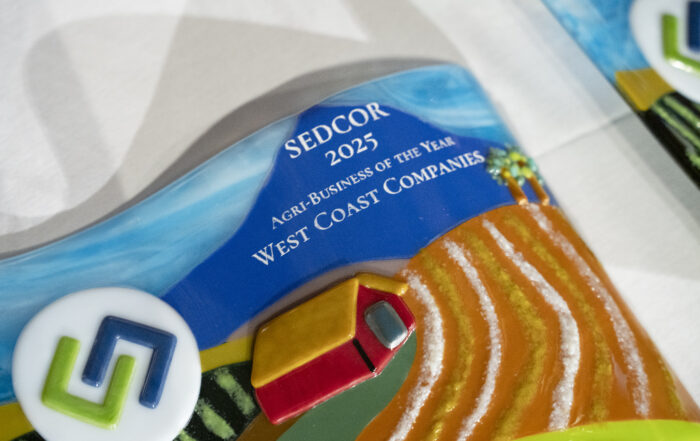 SEDCOR
2025
Agri-Business of the Year
West Coast Companies